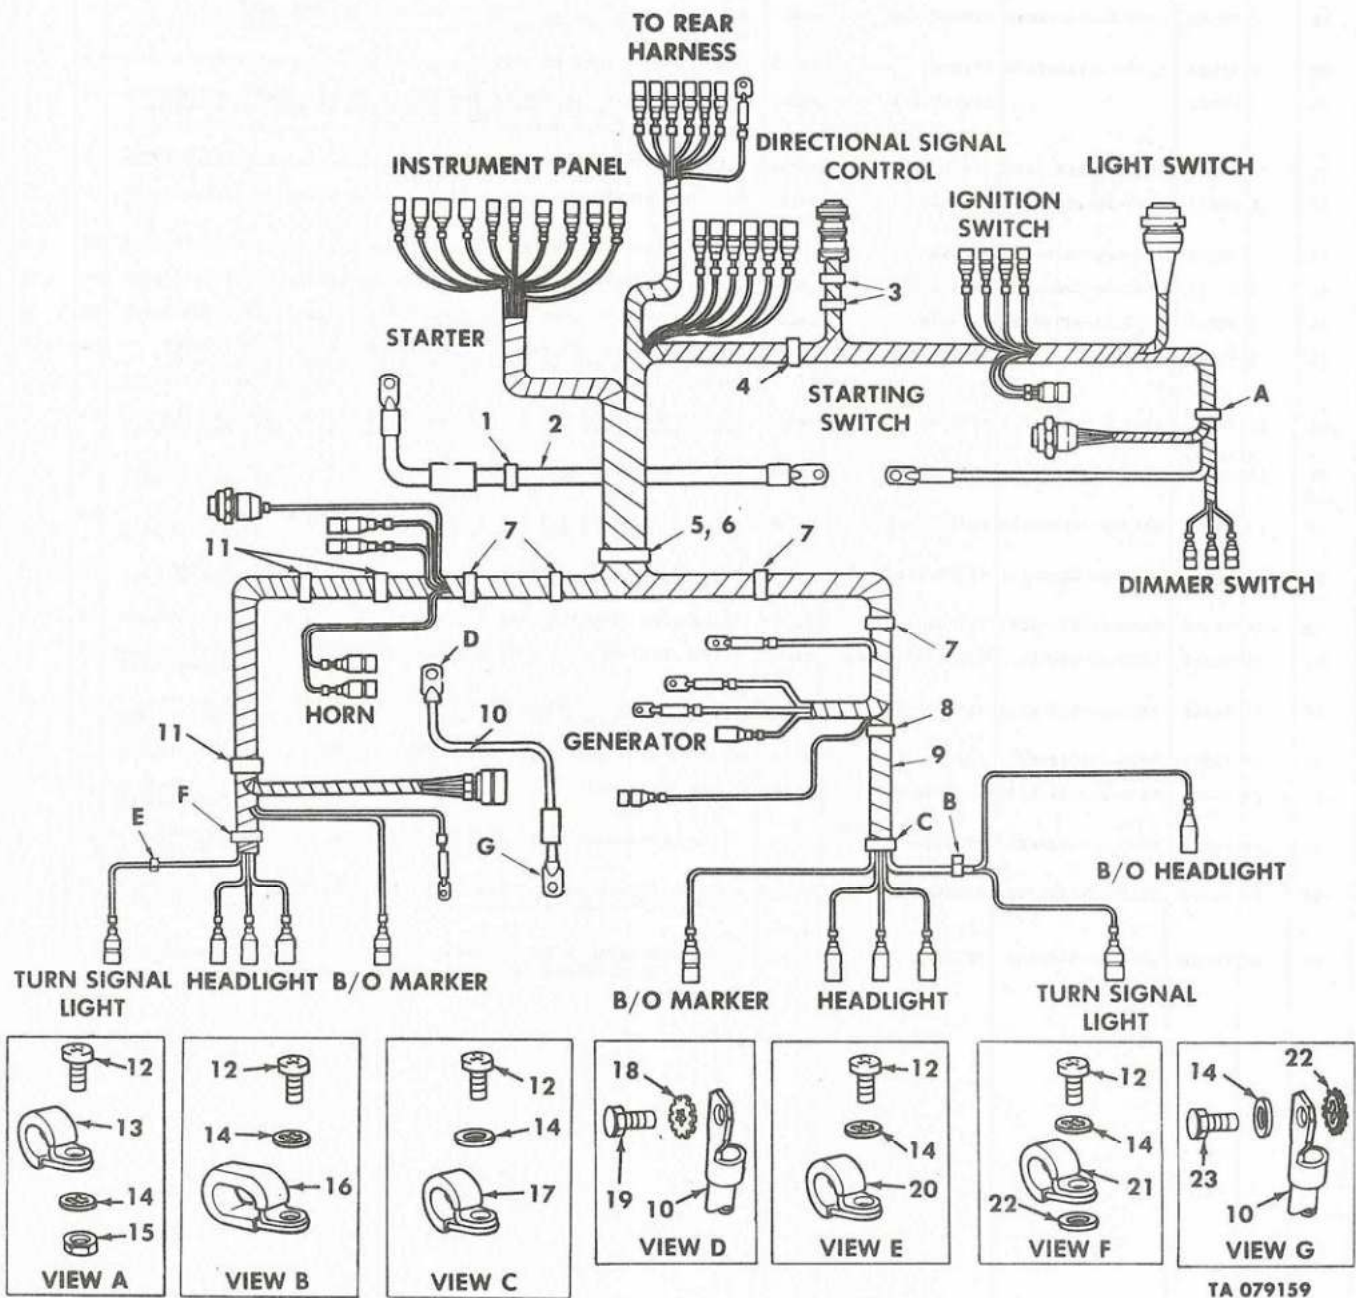 TO REAR
HARNESS
INSTRUMENT PANEL
DIRECTIONAL SIGNAL
CONTROL
LIGHT SWITCH
IGNITION
SWITCH
3
STARTER
4
STARTING
SWITCH
A
1
2
11
7
5, 6
7
DIMMER SWITCH
D
7
HORN
10
GENERATOR
8
9
11
F
E
G
B
C
B/O HEADLIGHT
TURN SIGNAL
LIGHT
HEADLIGHT
B/O MARKER
B/O MARKER
HEADLIGHT
TURN SIGNAL
LIGHT
12
13
14
15
VIEW A
12
14
16
VIEW B
12
14
17
VIEW C
18
19
10
VIEW D
12
14
20
VIEW E
12
14
21
22
VIEW F
14
22
23
10
VIEW G
TA 079159